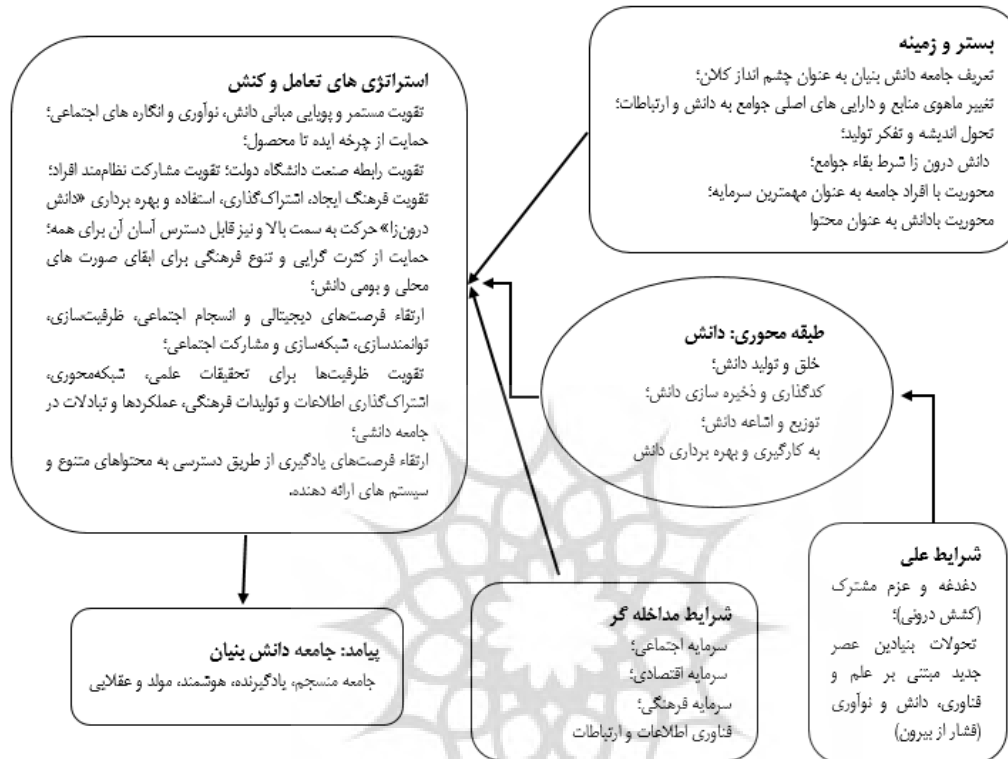 بستر و زمینه
تعریف جامعه دانش بنیان به عنوان چشم انداز کلان؛
تغییر ماهوی منابع و دارایی های اصلی جوامع به دانش و ارتباطات؛
تحول اندیشه و تفکر تولید؛
دانش درون زا شرط بقاء جوامع؛
محوریت با افراد جامعه به عنوان مهمترین سرمایه؛
محوریت بادانش به عنوان محتوا
استراتژی های تعامل و کنش
تقویت مستمر و پویایی مبانی دانش، نوآوری و انگاره های اجتماعی؛
حمایت از چرخه ایده تا محصول؛
تقویت رابطه صنعت دانشگاه دولت؛ تقویت مشارکت نظام‌مند افراد؛
تقویت فرهنگ ایجاد، اشتراک‌گذاری، استفاده و بهره برداری «دانش
درون‌زا» حرکت به سمت بالا و نیز قابل دسترس آسان آن برای همه؛
حمایت از کثرت گرایی و تنوع فرهنگی برای ابقای صورت های
محلی و بومی دانش؛
ارتقاء فرصت‌های دیجیتالی و انسجام اجتماعی، ظرفیت‌سازی،
توانمندسازی، شبکه‌سازی و مشارکت اجتماعی؛
تقویت ظرفیت‌ها برای تحقیقات علمی، شبکه‌محوری،
اشتراک‌گذاری اطلاعات و تولیدات فرهنگی، عملکردها و تبادلات در
جامعه دانشی؛
ارتقاء فرصت‌های یادگیری از طریق دسترسی به محتواهای متنوع و
سیستم های ارائه دهنده.
طبقه محوری: دانش
خلق و تولید دانش؛
کدگذاری و ذخیره سازی دانش؛
توزیع و اشاعه دانش؛
به کارگیری و بهره برداری دانش
شرایط علی
دغدغه و عزم مشترک
(کشش درونی)؛
تحولات بنیادین عصر
جدید مبتنی بر علم و
فناوری، دانش و نوآوری
(فشار از بیرون)
شرایط مداخله گر
سرمایه اجتماعی؛
سرمایه اقتصادی؛
سرمایه فرهنگی؛
فناوری اطلاعات و ارتباطات
پیامد: جامعه دانش بنیان
جامعه منسجم، یادگیرنده، هوشمند، مولد و عقلایی